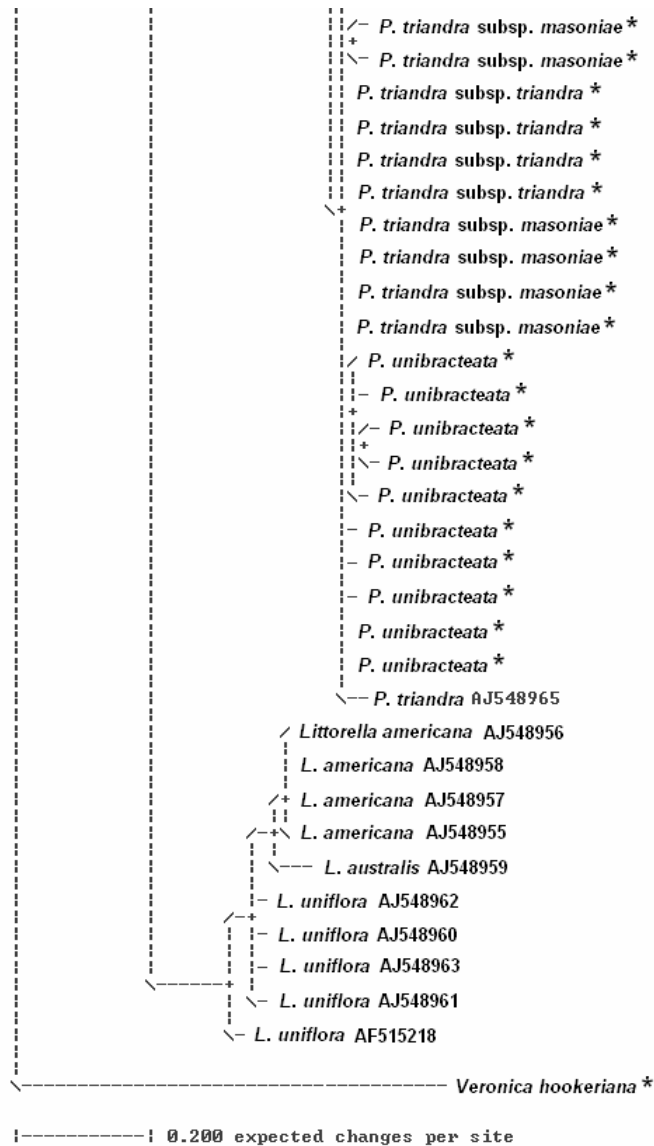 P. triandra subsp. masoniae *
P. triandra subsp. masoniae *
P. triandra subsp. triandra *
P. triandra subsp. triandra *
P. triandra subsp. triandra *
P. triandra subsp. triandra *
P. triandra subsp. masoniae *
P. triandra subsp. masoniae *
P. triandra subsp. masoniae *
P. triandra subsp. masoniae *
P. unibracteata *
P. unibracteata *
P. unibracteata *
P. unibracteata *
P. unibracteata *
P. unibracteata *
P. unibracteata *
P. unibracteata *
P. unibracteata *
P. unibracteata *
P. triandra AJ548965
Littorella americana AJ548956
L. americana AJ548958
L. americana AJ548957
L. americana AJ548955
L. australis AJ548959
L. uniflora AJ548962
L. uniflora AJ548960
L. uniflora AJ548963
L. uniflora AJ548961
L. uniflora AF515218
Veronica hookeriana *
0.200 expected changes per site